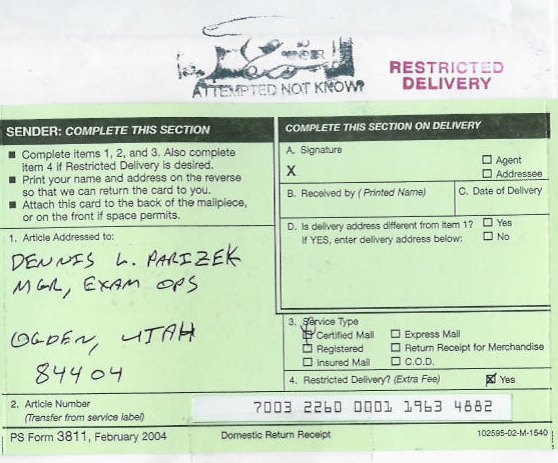 ATTEMPTED NOT KNOWN
RESTRICTED
DELIVERY
SENDER: COMPLETE THIS SECTION
■ Complete items 1, 2, and 3. Also complete
item 4 if Restricted Delivery is desired.
■ Print your name and address on the reverse
so that we can return the card to you.
■ Attach this card to the back of the mailpiece,
or on the front if space permits.
1. Article Addressed to:
DENNIS L. PARIZEK
MGR, EXAM OPS
OGDEN, UTAH
84404
COMPLETE THIS SECTION ON DELIVERY
A. Signature
X
☐ Agent
☐ Addressee
B. Received by (Printed Name)
C. Date of Delivery
D. Is delivery address different from item 1? ☐ Yes
If YES, enter delivery address below: ☐ No
3. Service Type
Certified Mail ☐ Express Mail
☐ Registered ☐ Return Receipt for Merchandise
☐ Insured Mail ☐ C.O.D.
4. Restricted Delivery? (Extra Fee) ☒ Yes
2. Article Number
(Transfer from service label)
7003 2260 0001 1963 4882
PS Form 3811, February 2004 Domestic Return Receipt 102595-02-M-1540